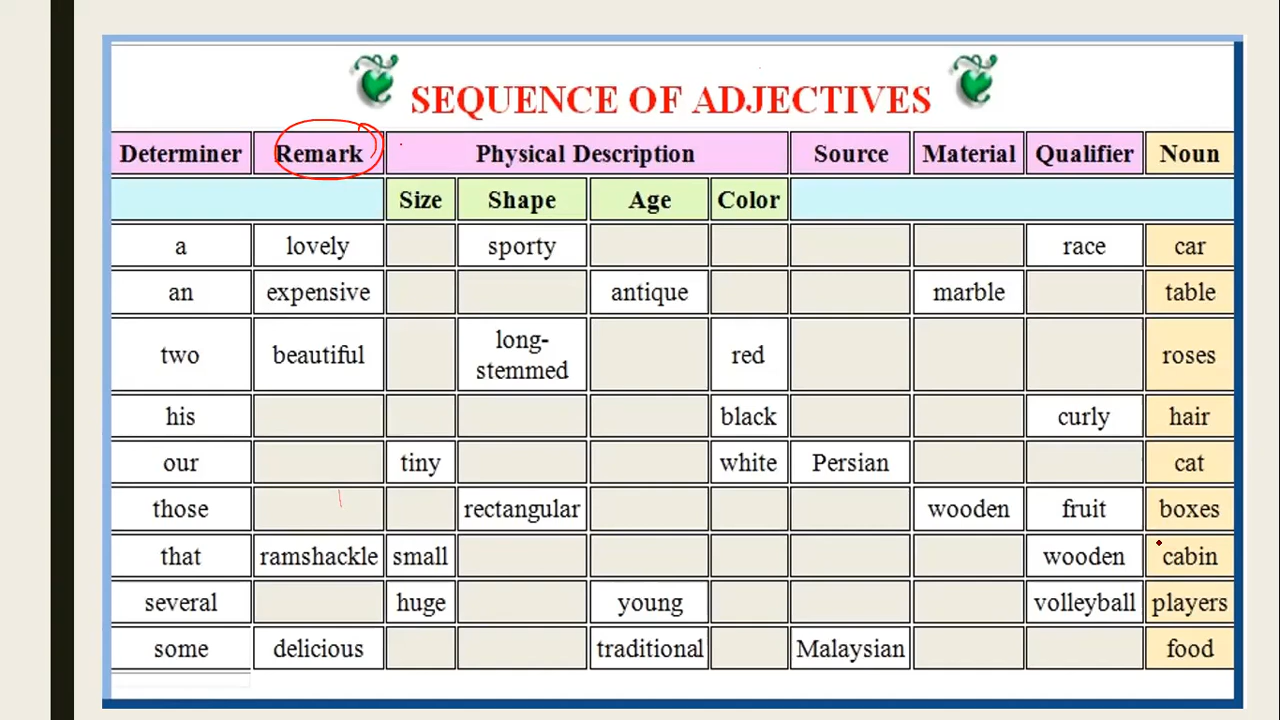 SEQUENCE OF ADJECTIVES
Determiner Remark Physical Description Source Material Qualifier Noun
Size Shape Age Color
a lovely sporty race car
an expensive antique marble table
two beautiful long-stemmed red roses
his black curly hair
our tiny white Persian cat
those rectangular wooden fruit boxes
that ramshackle small wooden cabin
several huge young volleyball players
some delicious traditional Malaysian food